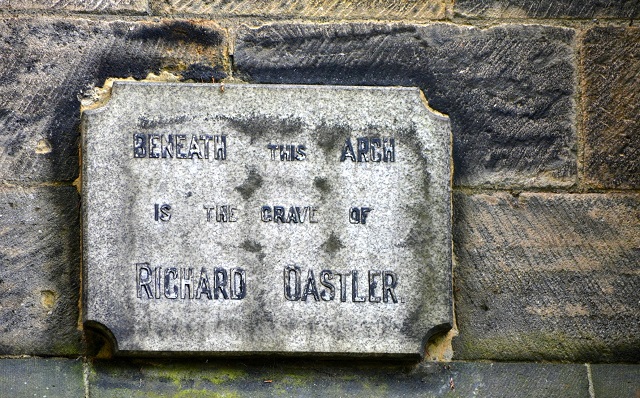 BENEATH THIS ARCH
IS THE GRAVE OF
RICHARD OASTLER